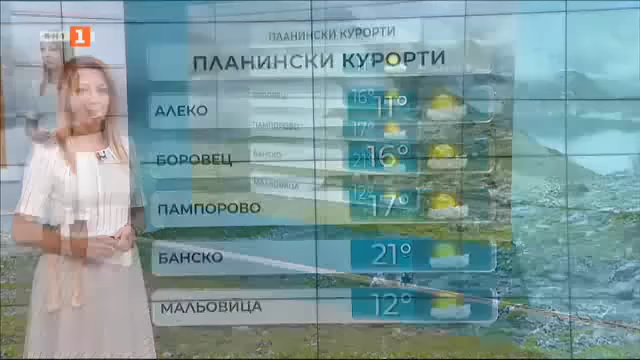 БНТ 1
ПЛАНИНСКИ КУРОРТИ
ПЛАНИНСКИ КУРОРТИ
АЛЕКО 11°
БОРОВЕЦ 16°
ПАМПОРОВО 17°
БАНСКО 21°
МАЛЬОВИЦА 12°
16°
ПАМПОРОВО 17°
БАНСКО
МАЛЬОВИЦА 12°